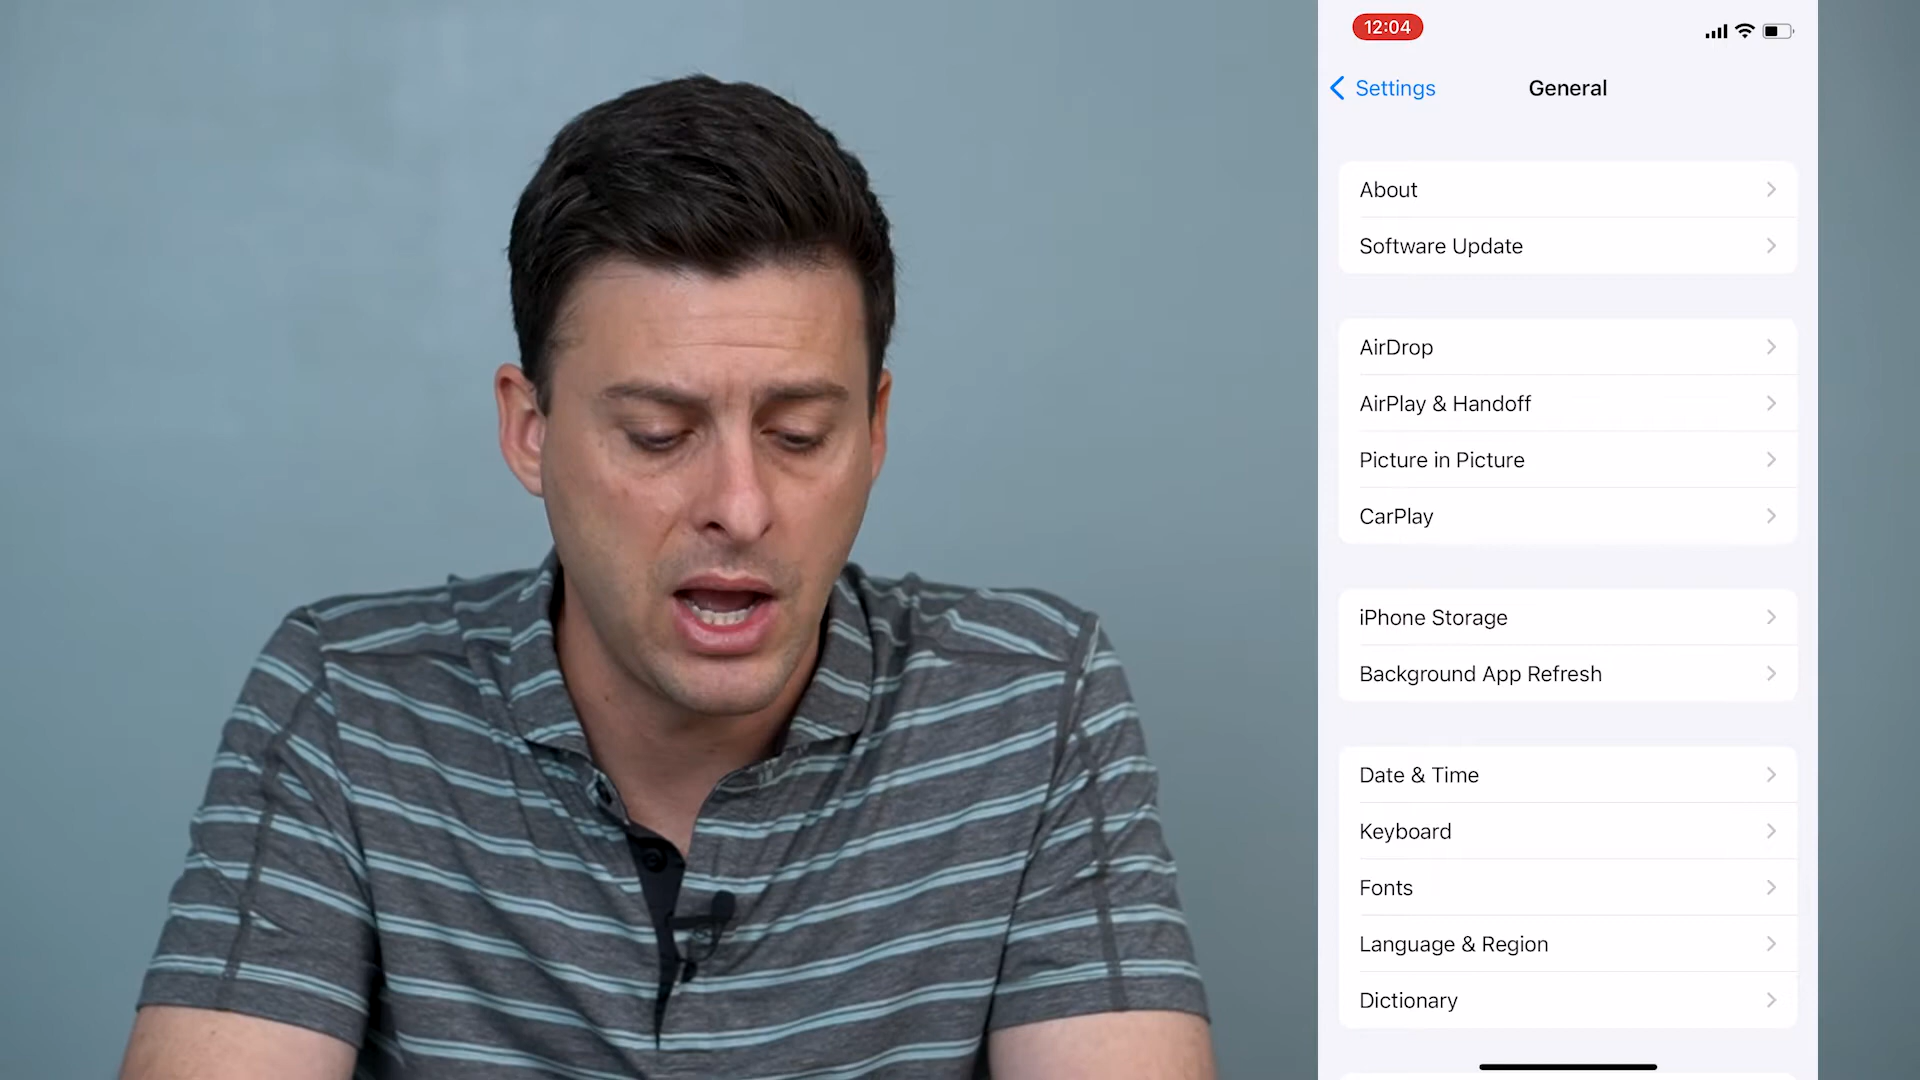 12:04
Settings
General
About
Software Update
AirDrop
AirPlay & Handoff
Picture in Picture
CarPlay
iPhone Storage
Background App Refresh
Date & Time
Keyboard
Fonts
Language & Region
Dictionary